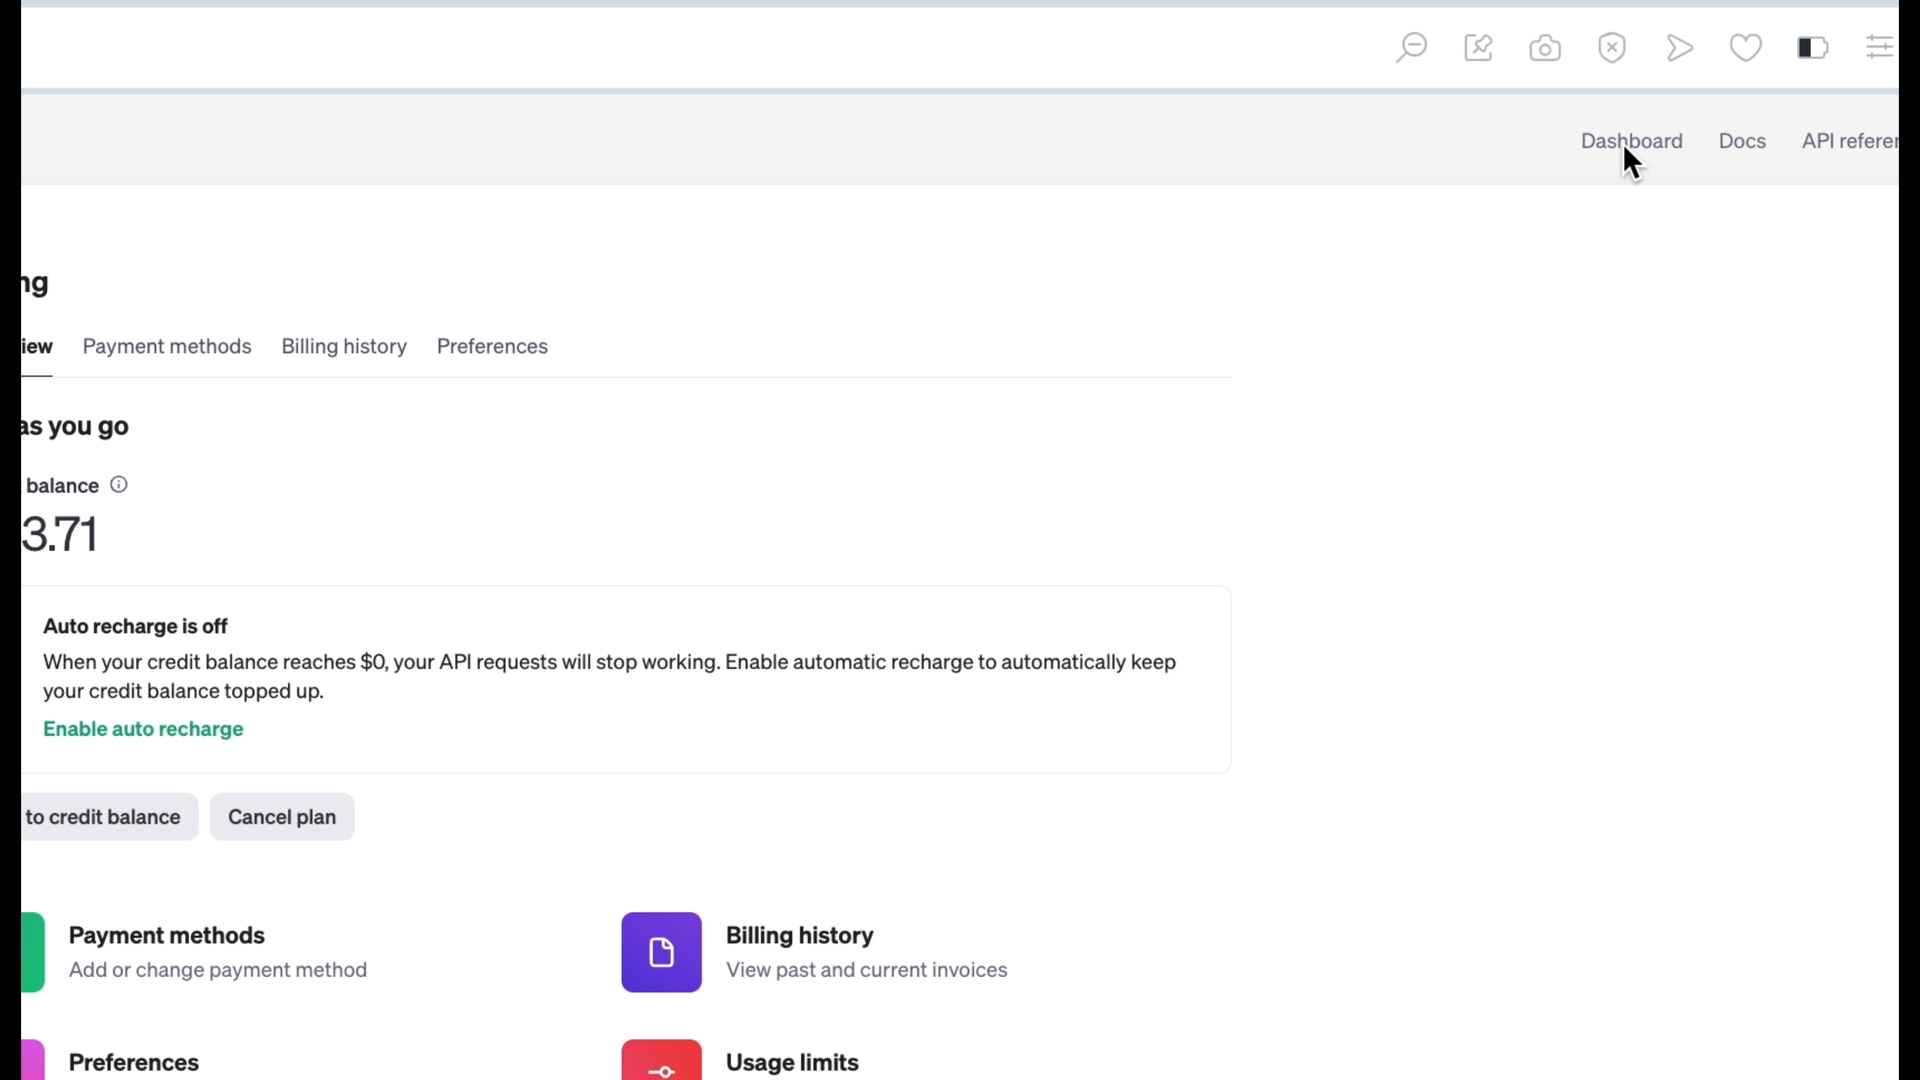 Dashboard Docs API referen
ng
iew Payment methods Billing history Preferences
as you go
balance
3.71
Auto recharge is off
When your credit balance reaches $0, your API requests will stop working. Enable automatic recharge to automatically keep
your credit balance topped up.
Enable auto recharge
to credit balance Cancel plan
Payment methods
Add or change payment method
Billing history
View past and current invoices
Preferences
Usage limits